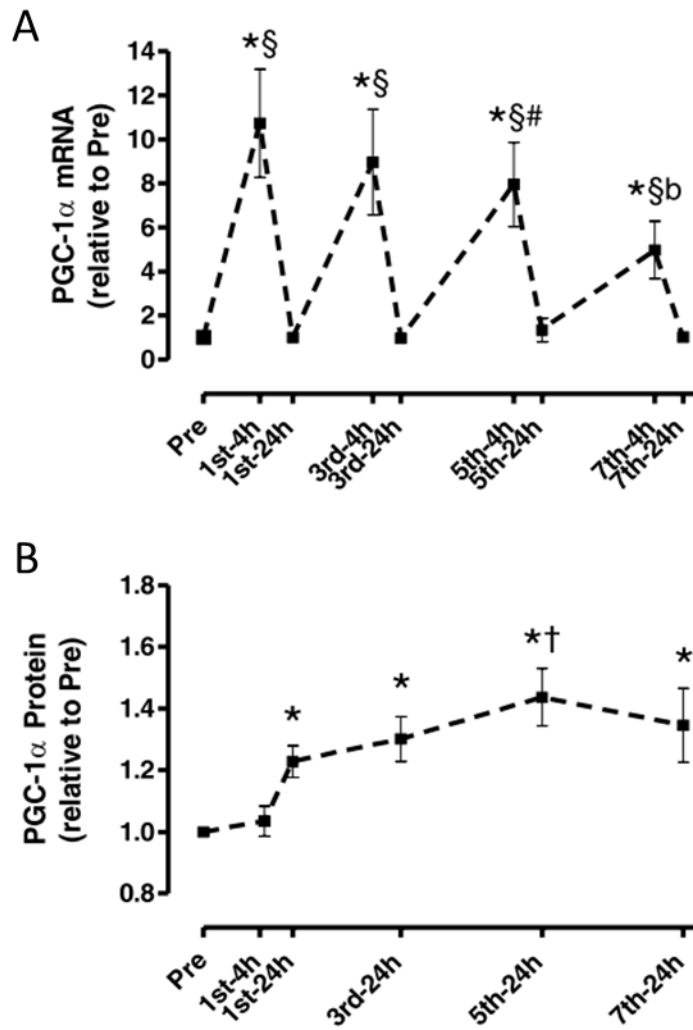 A
PGC-1α mRNA
(relative to Pre)
14
12
10
8
6
4
2
0
*§
*§
*§#
*§b
Pre
1st-4h
1st-24h
3rd-4h
3rd-24h
5th-4h
5th-24h
7th-4h
7th-24h
B
PGC-1α Protein
(relative to Pre)
1.8
1.6
1.4
1.2
1.0
0.8
*
*
*†
*
Pre
1st-4h
1st-24h
3rd-24h
5th-24h
7th-24h